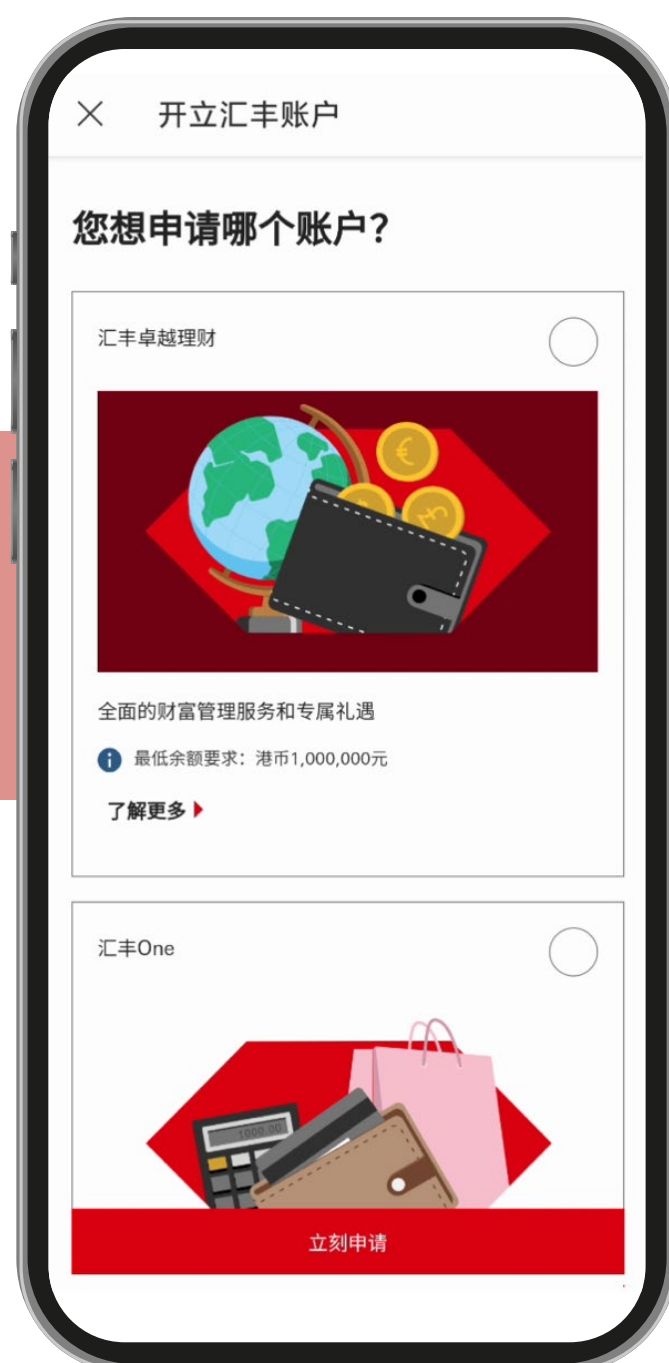 开立汇丰账户
您想申请哪个账户？
汇丰卓越理财
全面的财富管理服务和专属礼遇
最低余额要求：港币1,000,000元
了解更多
汇丰One
1000.00
立刻申请